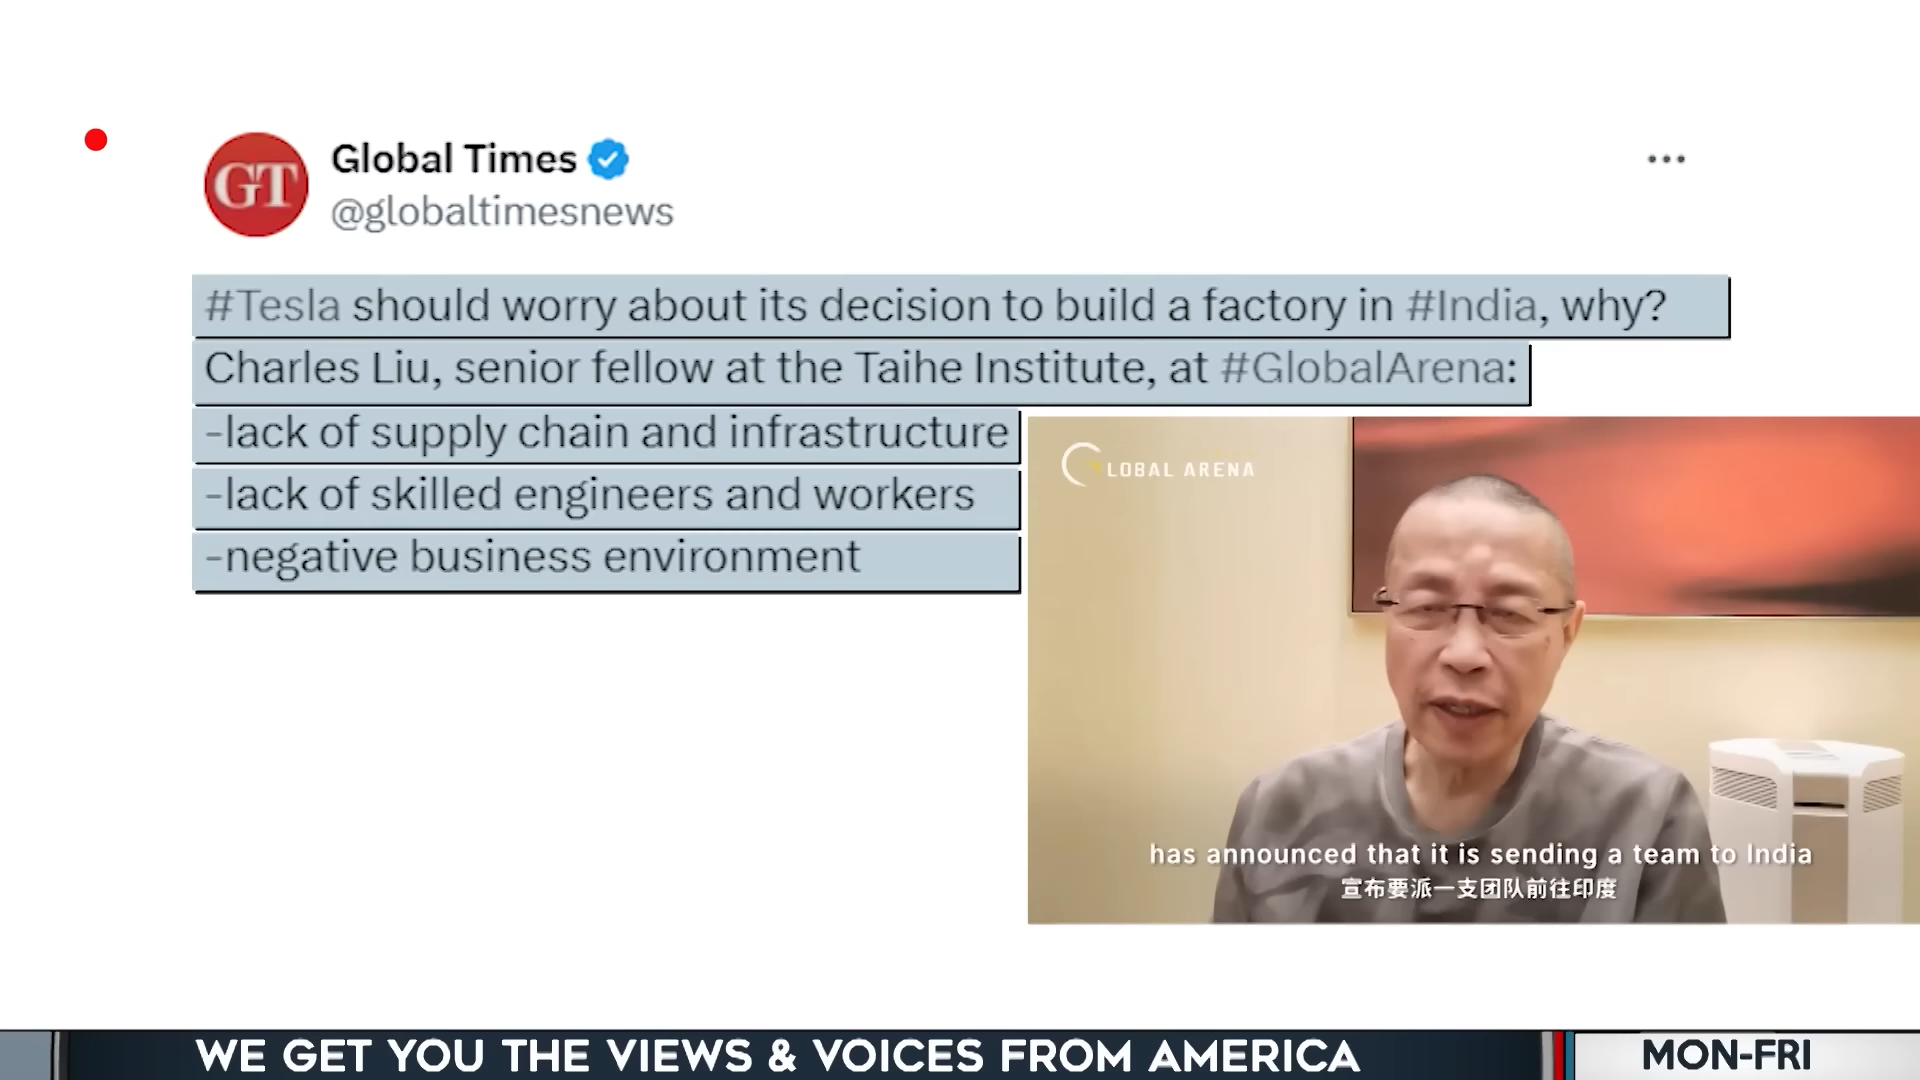 GT
Global Times
@globaltimesnews
#Tesla should worry about its decision to build a factory in #India, why?
Charles Liu, senior fellow at the Taihe Institute, at #GlobalArena:
-lack of supply chain and infrastructure
-lack of skilled engineers and workers
-negative business environment
GLOBAL ARENA
has announced that it is sending a team to India
宣布要派一支团队前往印度
WE GET YOU THE VIEWS & VOICES FROM AMERICA
MON-FRI